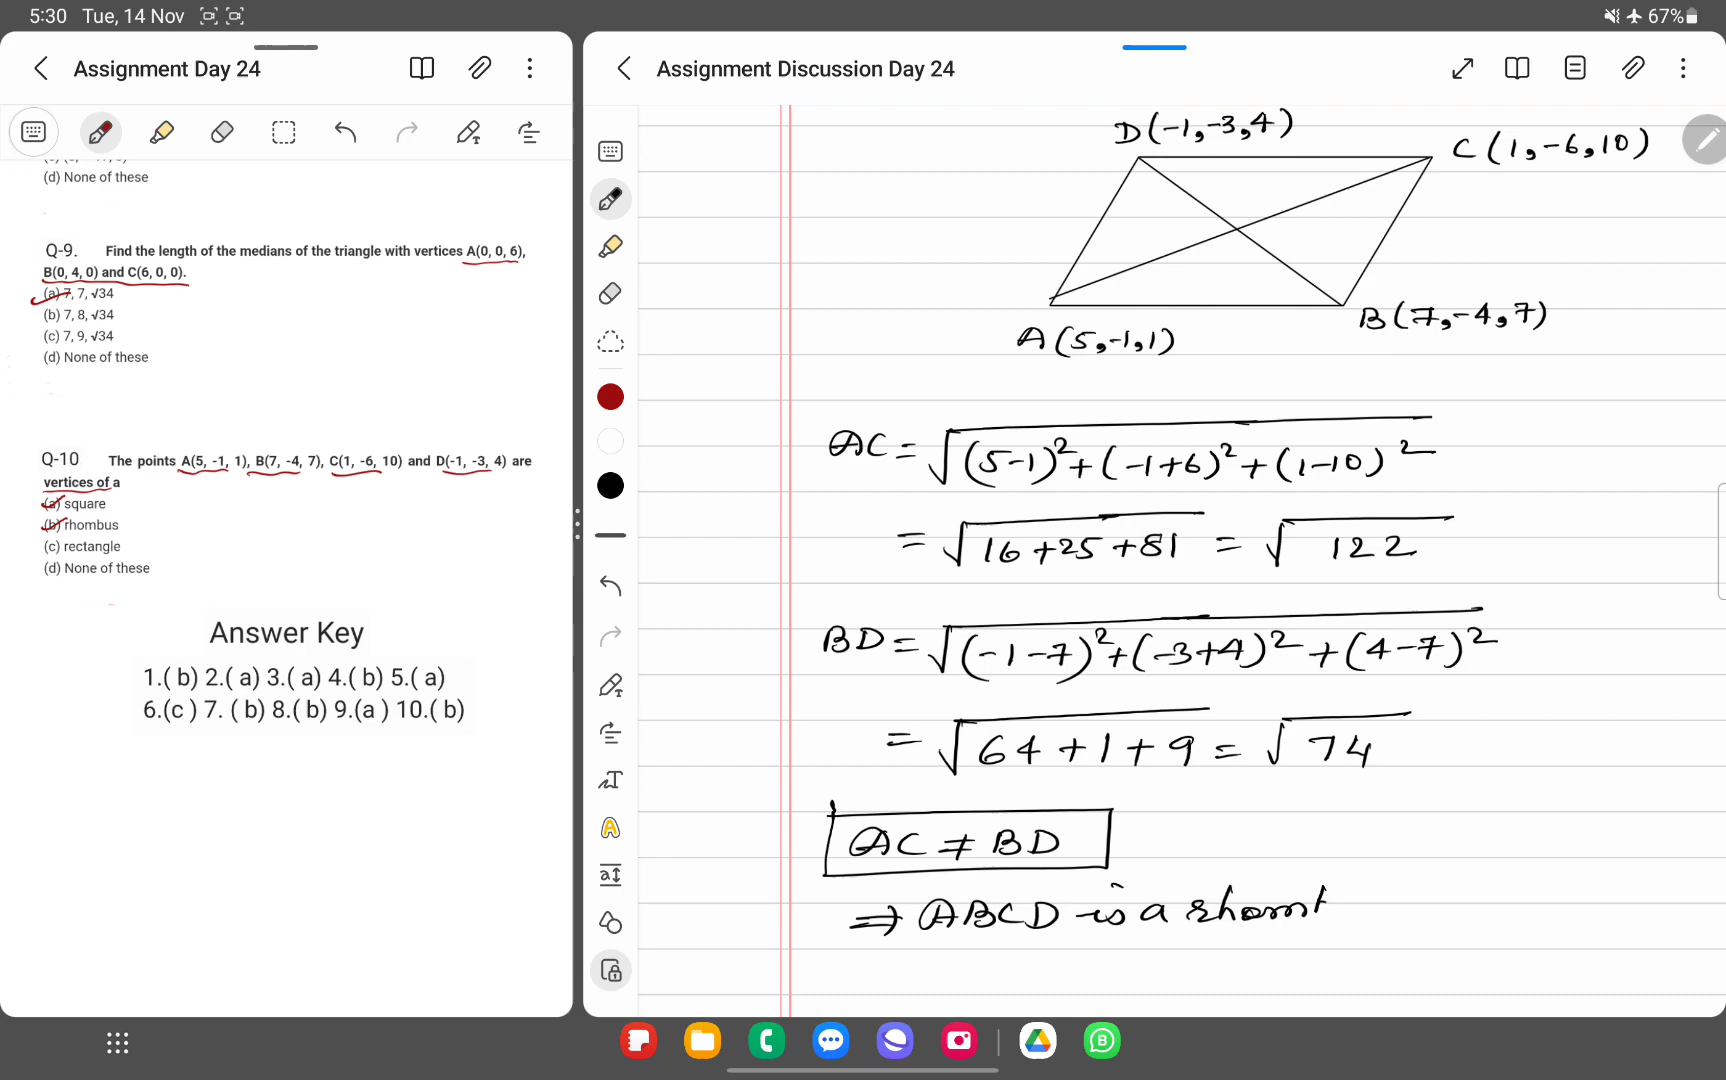 5:30 Tue, 14 Nov
67%
Assignment Day 24
(d) None of these
Q-9. Find the length of the medians of the triangle with vertices A(0, 0, 6),
B(0, 4, 0) and C(6, 0, 0).
(a) 7, 7, √34
(b) 7, 8, √34
(c) 7, 9, √34
(d) None of these
Q-10 The points A(5, -1, 1), B(7, -4, 7), C(1, -6, 10) and D(-1, -3, 4) are
vertices of a
(a) square
(b) rhombus
(c) rectangle
(d) None of these
Answer Key
1.( b) 2.( a) 3.( a) 4.( b) 5.( a)
6.(c ) 7. ( b) 8.( b) 9.(a ) 10.( b)
Assignment Discussion Day 24
D(-1,-3,4)
C(1,-6,10)
B(7,-4,7)
A(5,-1,1)
AC = √(5-1)²+(-1+6)²+(1-10)²
= √16+25+81 = √122
BD = √(-1-7)²+(-3+4)²+(4-7)²
= √64+1+9 = √74
AC ≠ BD
⇒ ABCD is a